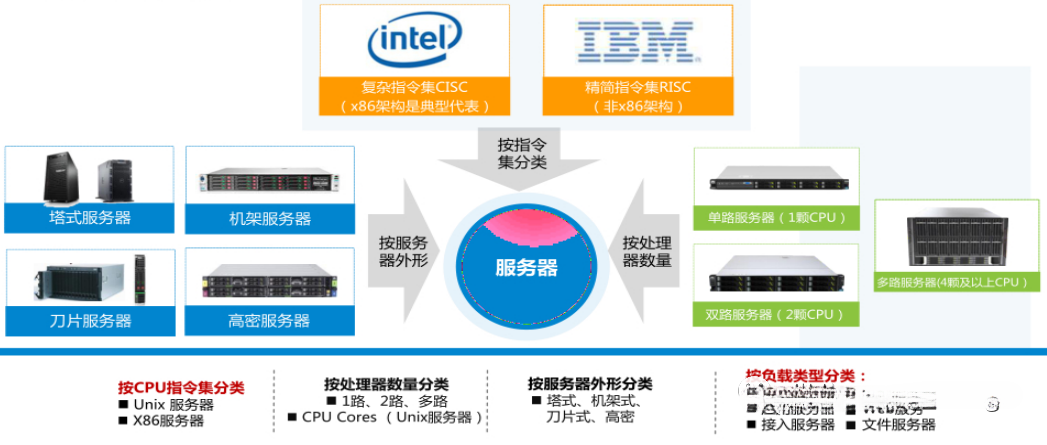 intel
IBM
复杂指令集CISC
（x86架构是典型代表）
精简指令集RISC
（非x86架构）
按指令
集分类
塔式服务器
机架服务器
刀片服务器
高密服务器
按服务
器外形
服务器
按处理
器数量
单路服务器（1颗CPU）
双路服务器（2颗CPU）
多路服务器(4颗及以上CPU）
按CPU指令集分类
■ Unix 服务器
■ X86服务器
按处理器数量分类
■ 1路、2路、多路
■ CPU Cores （Unix服务器）
按服务器外形分类
■ 塔式、机架式、
刀片式、高密
按负载类型分类：
■ 接入服务器 ■ 文件服务器